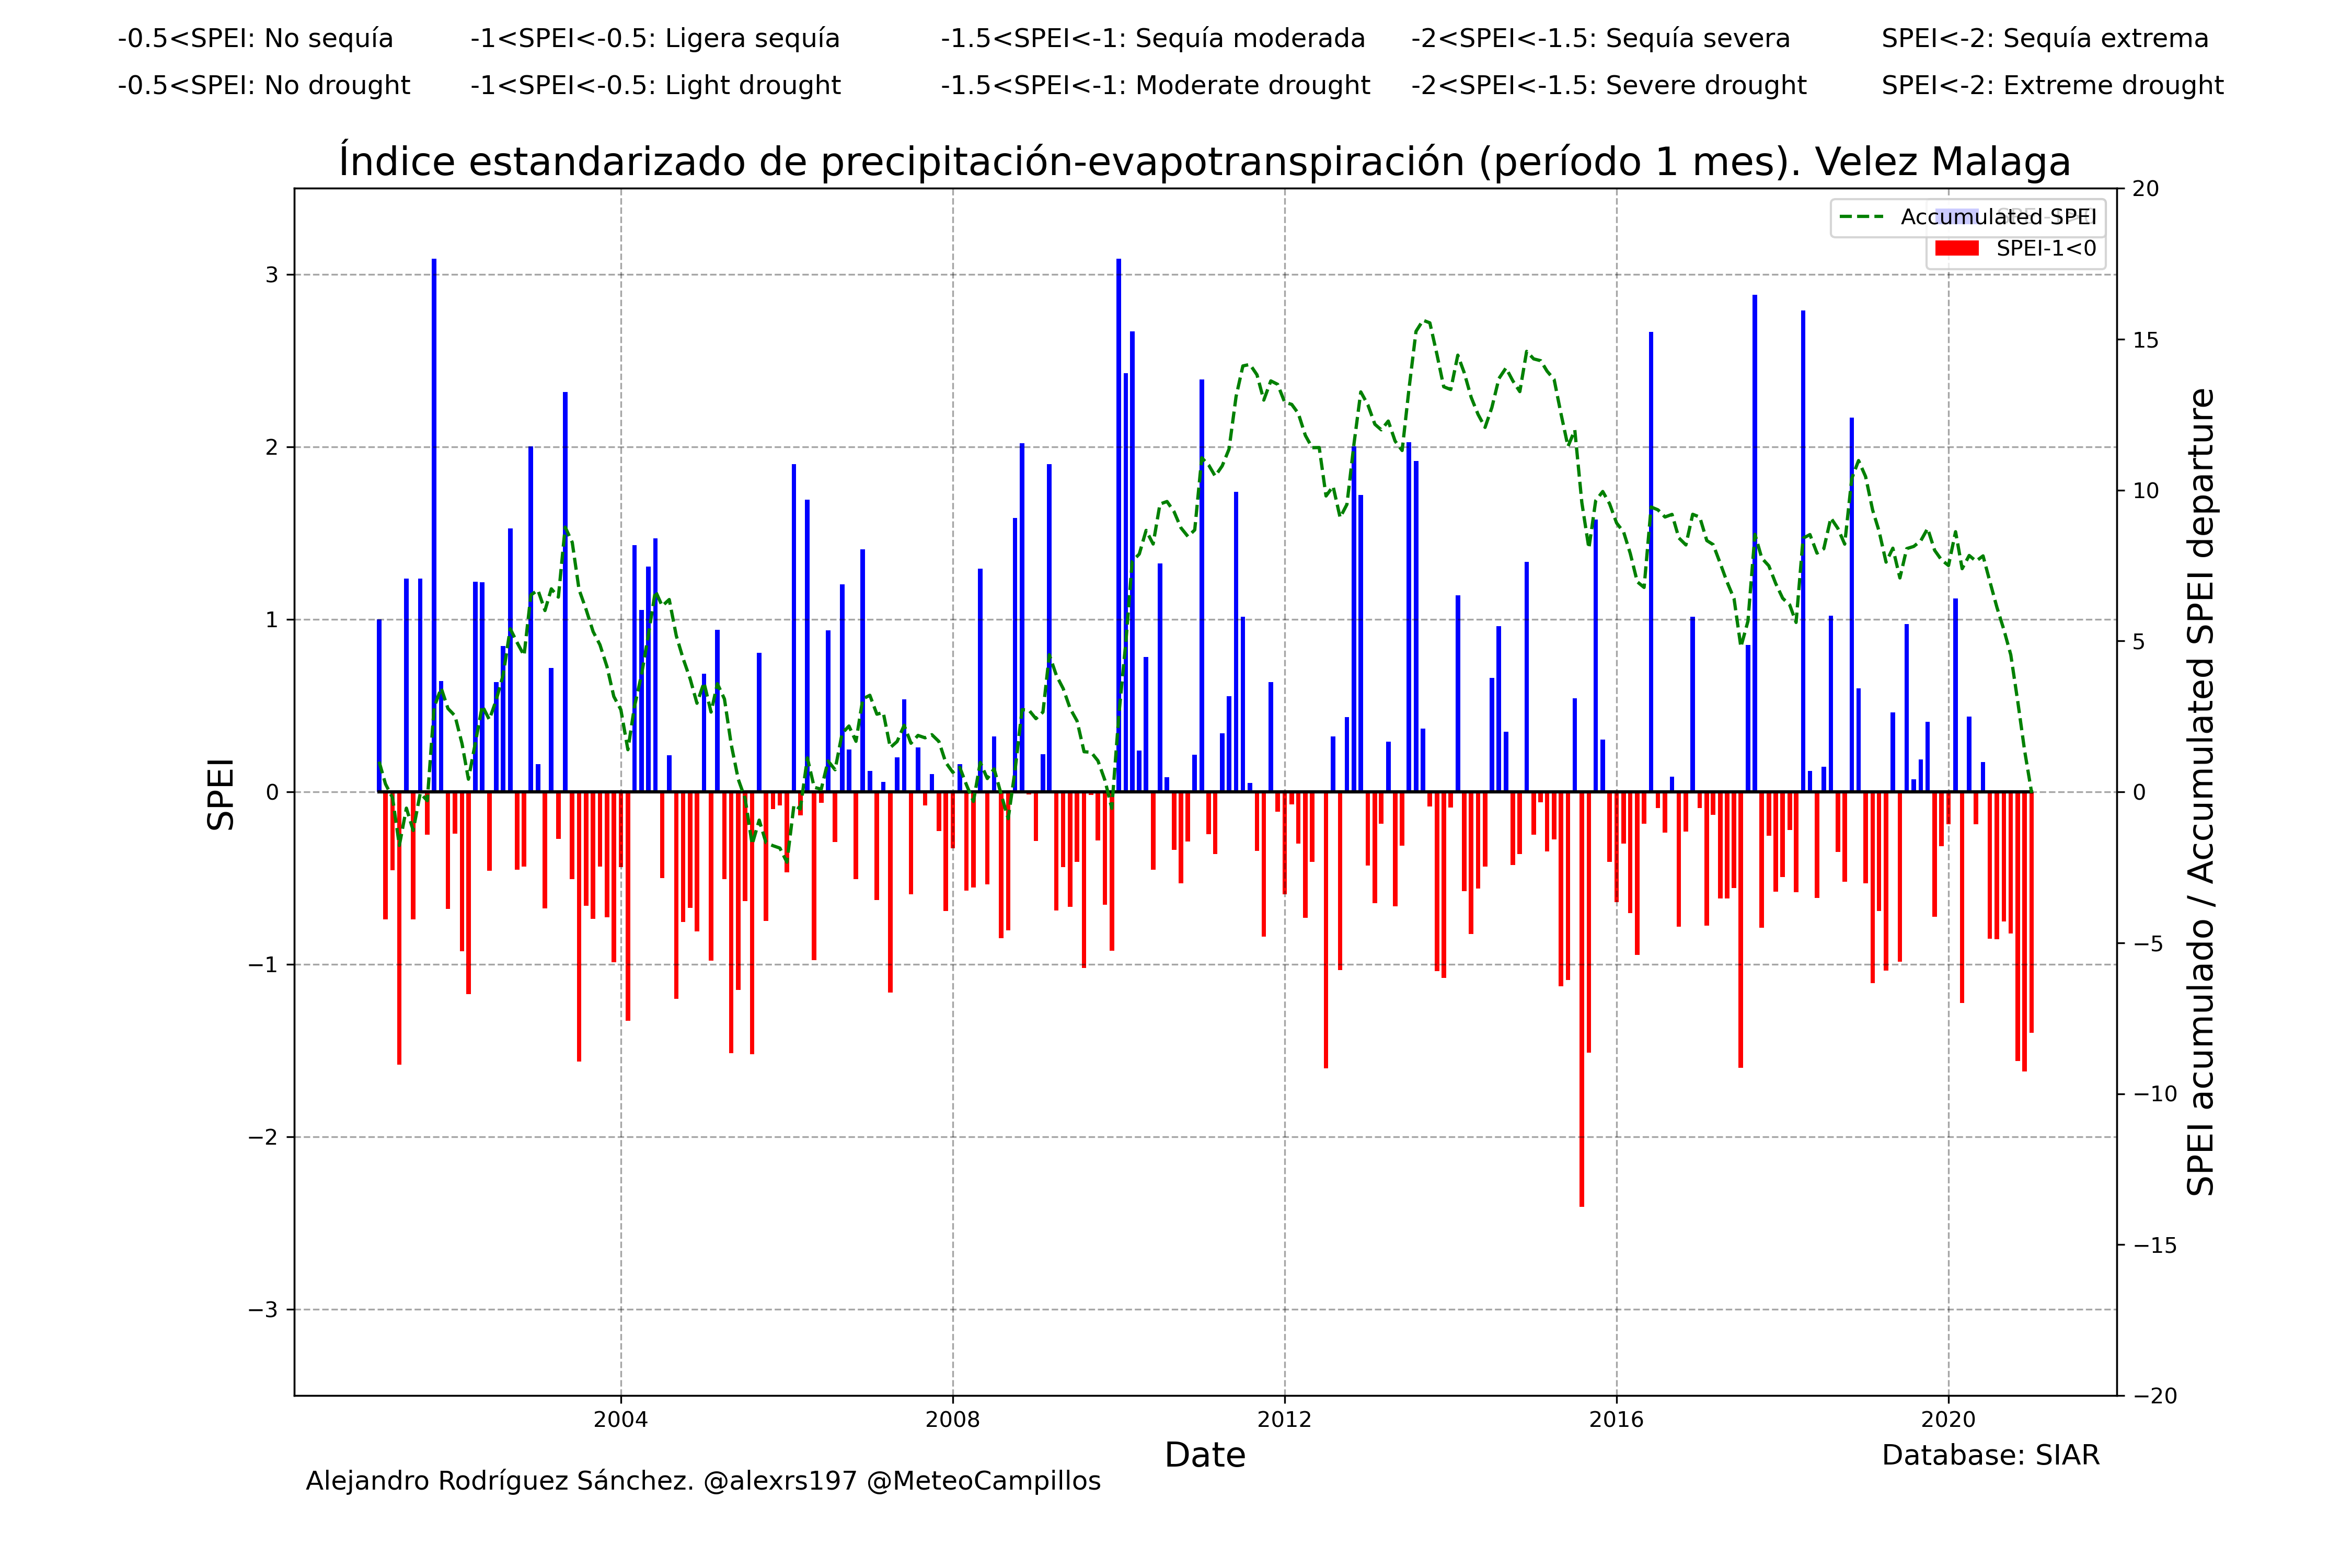 -0.5<SPEI: No sequía -1<SPEI<-0.5: Ligera sequía -1.5<SPEI<-1: Sequía moderada -2<SPEI<-1.5: Sequía severa SPEI<-2: Sequía extrema
-0.5<SPEI: No drought -1<SPEI<-0.5: Light drought -1.5<SPEI<-1: Moderate drought -2<SPEI<-1.5: Severe drought SPEI<-2: Extreme drought
Índice estandarizado de precipitación-evapotranspiración (período 1 mes). Velez Malaga
Accumulated SPEI
SPEI-1<0
3
2
1
0
−1
−2
−3
SPEI
20
15
10
5
0
−5
−10
−15
−20
SPEI acumulado / Accumulated SPEI departure
2004 2008 2012 2016 2020
Date
Database: SIAR
Alejandro Rodríguez Sánchez. @alexrs197 @MeteoCampillos